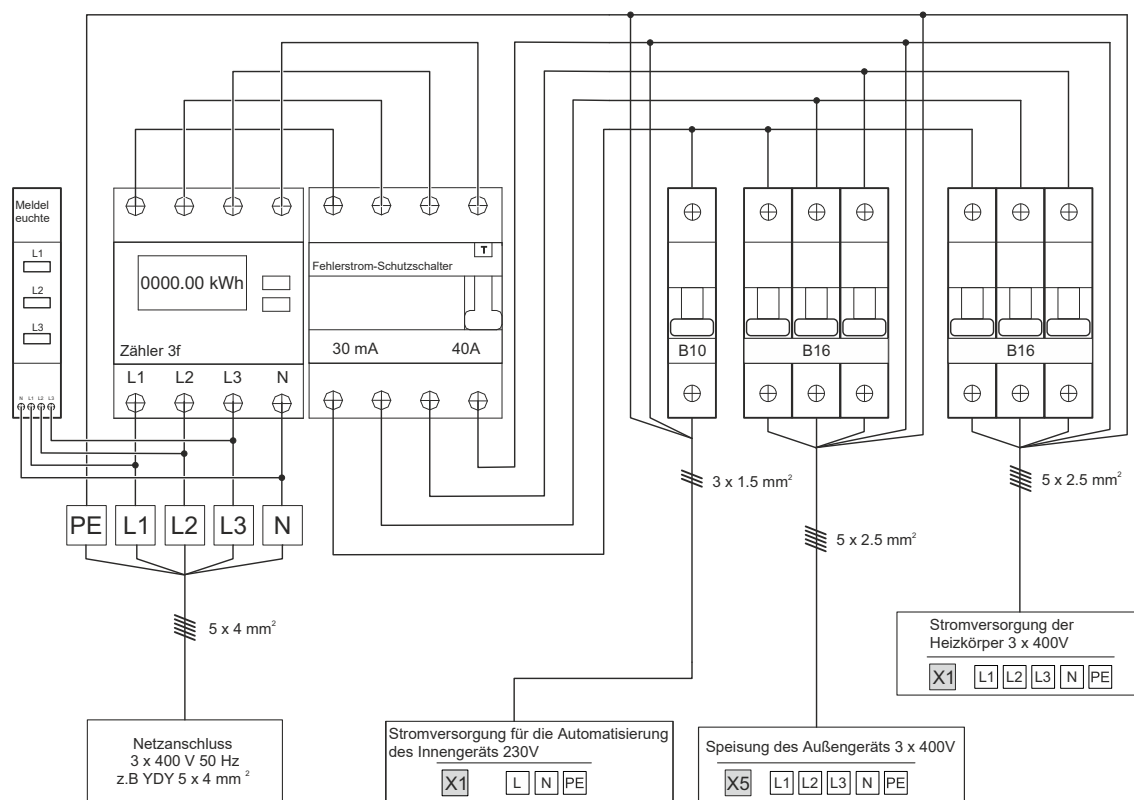 Meldel
euchte
L1
L2
L3
N L1 L2 L3
0000.00 kWh
Zähler 3f
L1 L2 L3 N
T
Fehlerstrom-Schutzschalter
30 mA 40A
B10
B16
B16
3 x 1.5 mm²
5 x 2.5 mm²
5 x 2.5 mm²
PE L1 L2 L3 N
5 x 4 mm²
Netzanschluss
3 x 400 V 50 Hz
z.B YDY 5 x 4 mm ²
Stromversorgung für die Automatisierung
des Innengeräts 230V
X1 L N PE
Speisung des Außengeräts 3 x 400V
X5 L1 L2 L3 N PE
Stromversorgung der
Heizkörper 3 x 400V
X1 L1 L2 L3 N PE